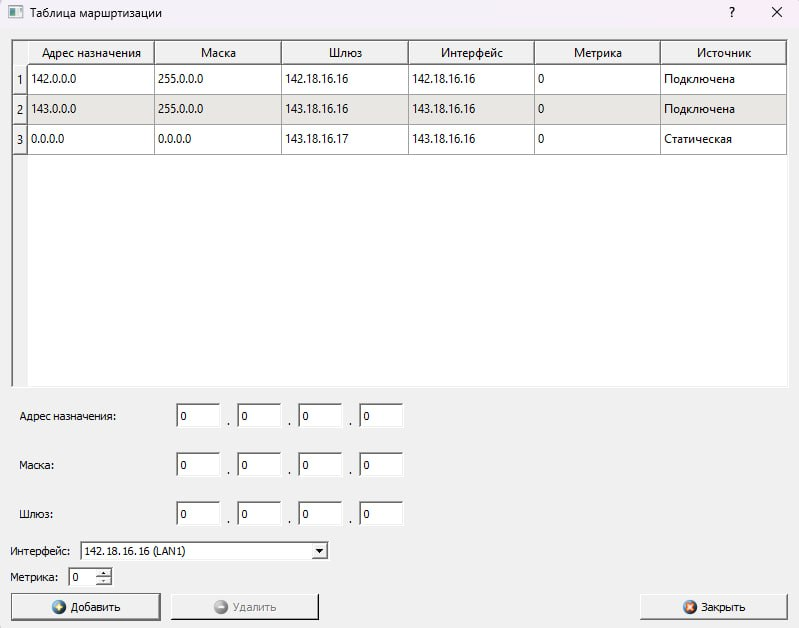 Таблица маршртизации ?
Адрес назначения Маска Шлюз Интерфейс Метрика Источник
1 142.0.0.0 255.0.0.0 142.18.16.16 142.18.16.16 0 Подключена
2 143.0.0.0 255.0.0.0 143.18.16.16 143.18.16.16 0 Подключена
3 0.0.0.0 0.0.0.0 143.18.16.17 143.18.16.16 0 Статическая
Адрес назначения: 0 . 0 . 0 . 0
Маска: 0 . 0 . 0 . 0
Шлюз: 0 . 0 . 0 . 0
Интерфейс: 142.18.16.16 (LAN1)
Метрика: 0
Добавить Удалить Закрыть